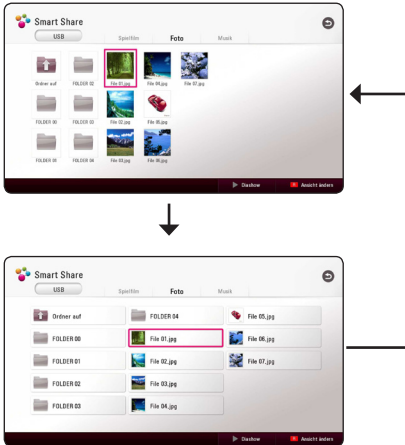 Smart Share
USB Spielfilm Foto Musik
Ordner auf FOLDER 02 File 01.jpg File 04.jpg File 07.jpg
FOLDER 00 FOLDER 03 File 02.jpg File 05.jpg
FOLDER 01 FOLDER 04 File 03.jpg File 06.jpg
Diashow Ansicht ändern
Smart Share
USB Spielfilm Foto Musik
Ordner auf FOLDER 04 File 05.jpg
FOLDER 00 File 01.jpg File 06.jpg
FOLDER 01 File 02.jpg File 07.jpg
FOLDER 02 File 03.jpg
FOLDER 03 File 04.jpg
Diashow Ansicht ändern